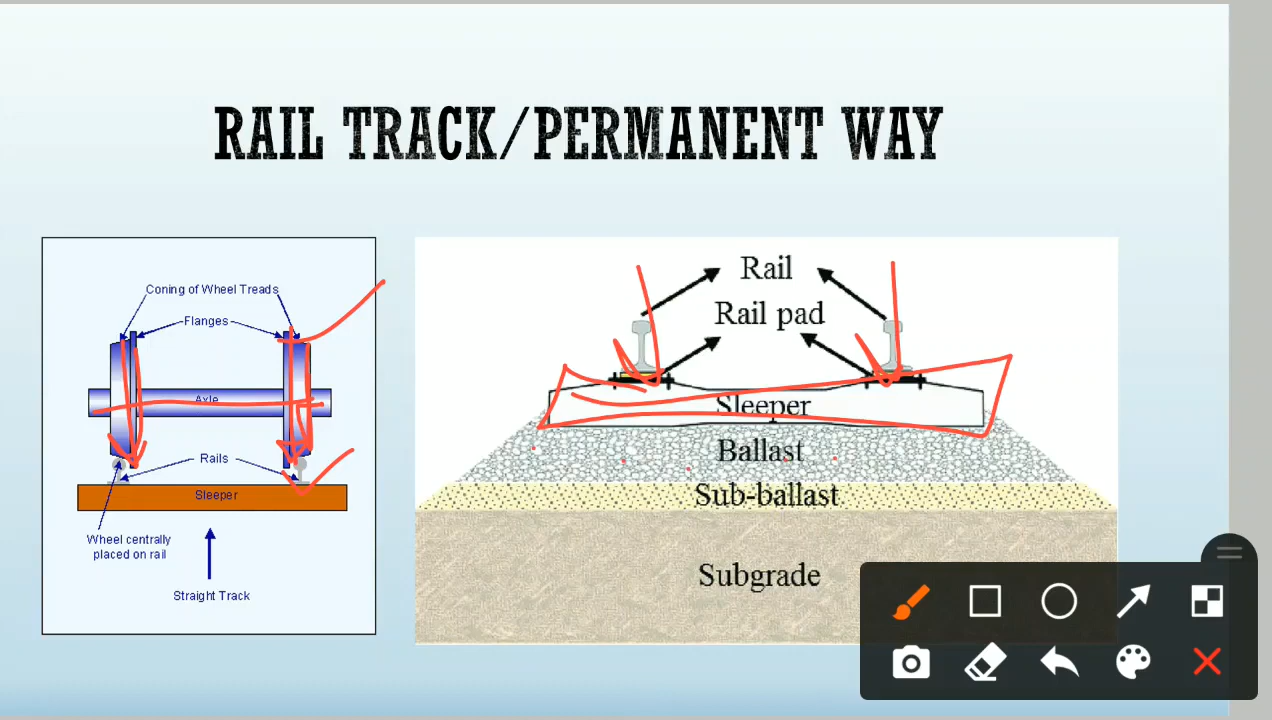 RAIL TRACK/PERMANENT WAY
Coning of Wheel Treads
Flanges
Axle
Rails
Sleeper
Wheel centrally
placed on rail
Straight Track
Rail
Rail pad
Sleeper
Ballast
Sub-ballast
Subgrade